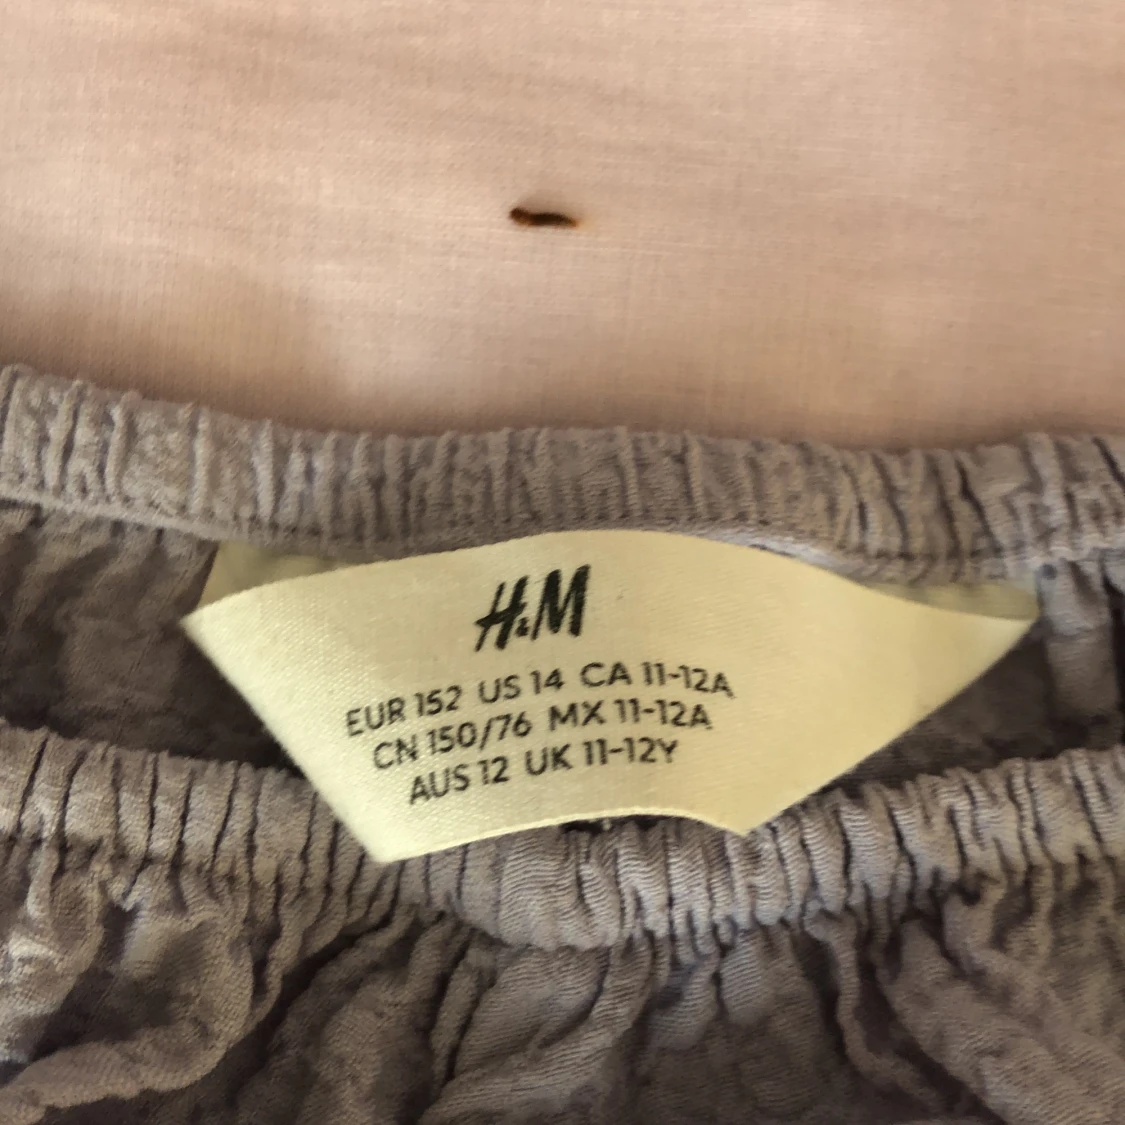 H&M
EUR 152 US 14 CA 11-12A
CN 150/76 MX 11-12A
AUS 12 UK 11-12Y